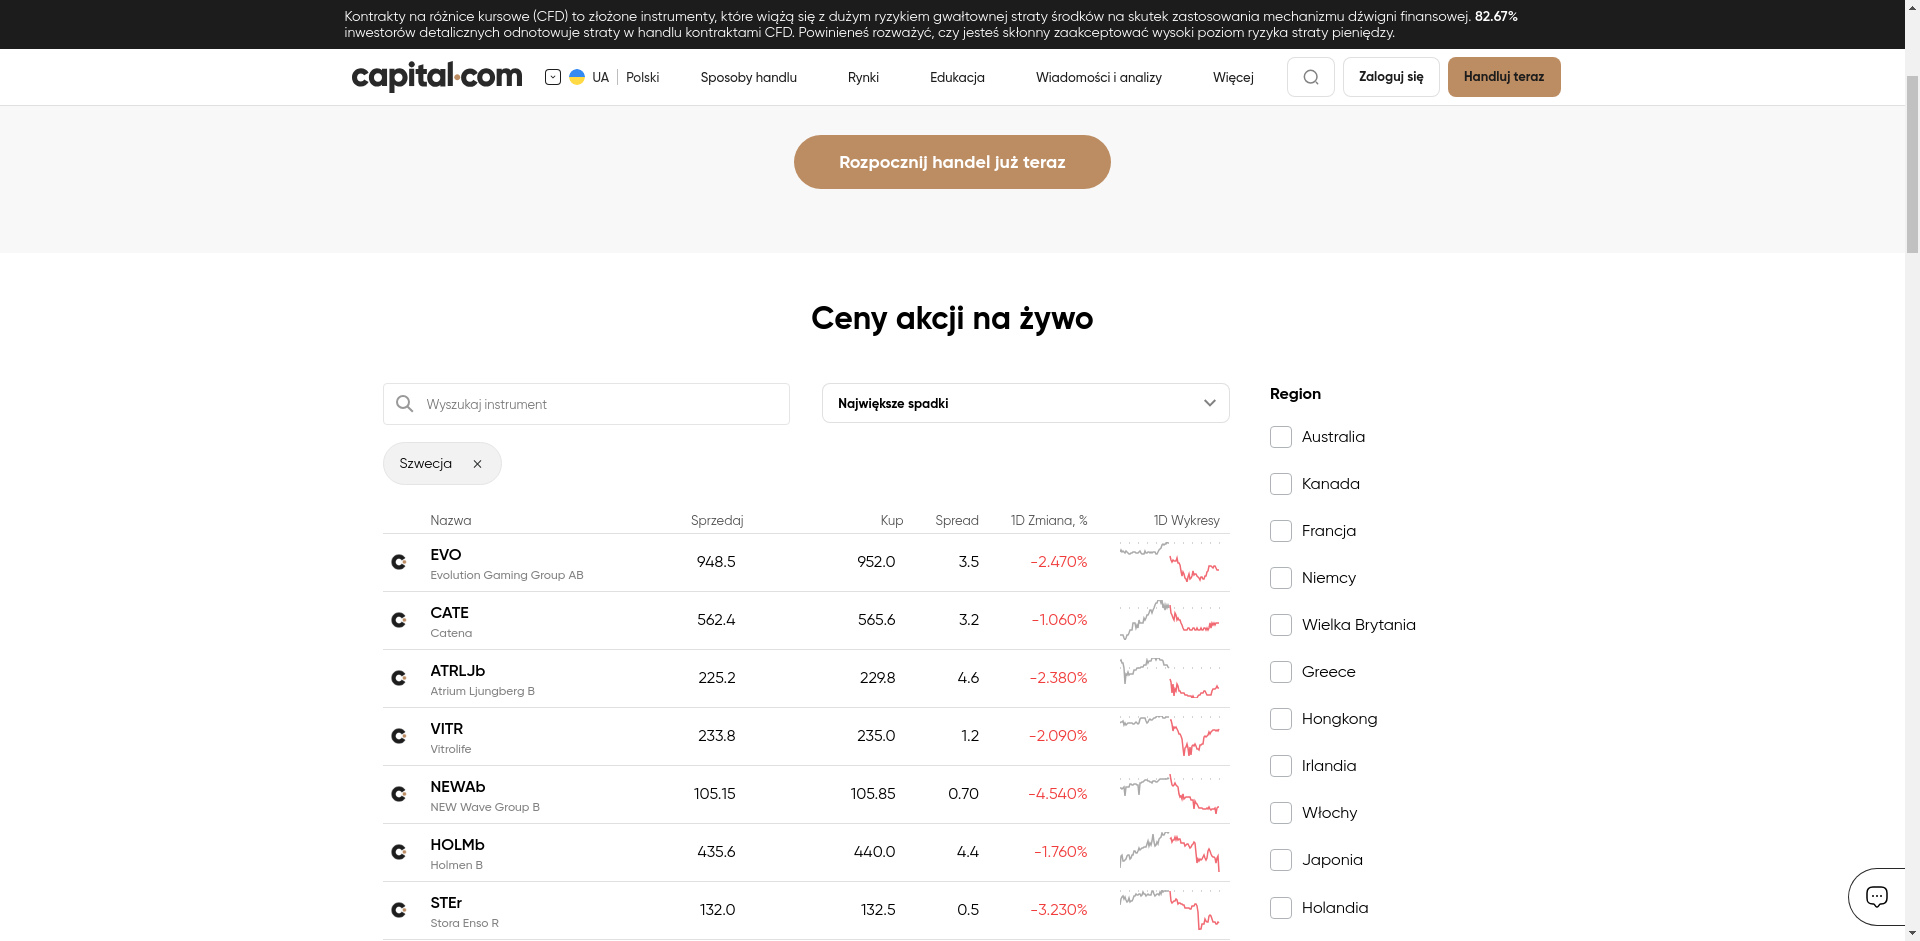 Kontrakty na różnice kursowe (CFD) to złożone instrumenty, które wiążą się z dużym ryzykiem gwałtownej straty środków na skutek zastosowania mechanizmu dźwigni finansowej. 82.67%
inwestorów detalicznych odnotowuje straty w handlu kontraktami CFD. Powinieneś rozważyć, czy jesteś skłonny zaakceptować wysoki poziom ryzyka straty pieniędzy.
capital.com UA Polski Sposoby handlu Rynki Edukacja Wiadomości i analizy Więcej Zaloguj się Handluj teraz
Rozpocznij handel już teraz
Ceny akcji na żywo
Wyszukaj instrument
Największe spadki
Szwecja
Nazwa Sprzedaj Kup Spread 1D Zmiana, % 1D Wykresy
EVO
Evolution Gaming Group AB
948.5 952.0 3.5 -2.470%
CATE
Catena
562.4 565.6 3.2 -1.060%
ATRLJb
Atrium Ljungberg B
225.2 229.8 4.6 -2.380%
VITR
Vitrolife
233.8 235.0 1.2 -2.090%
NEWAb
NEW Wave Group B
105.15 105.85 0.70 -4.540%
HOLMb
Holmen B
435.6 440.0 4.4 -1.760%
STEr
Stora Enso R
132.0 132.5 0.5 -3.230%
Region
Australia
Kanada
Francja
Niemcy
Wielka Brytania
Greece
Hongkong
Irlandia
Włochy
Japonia
Holandia